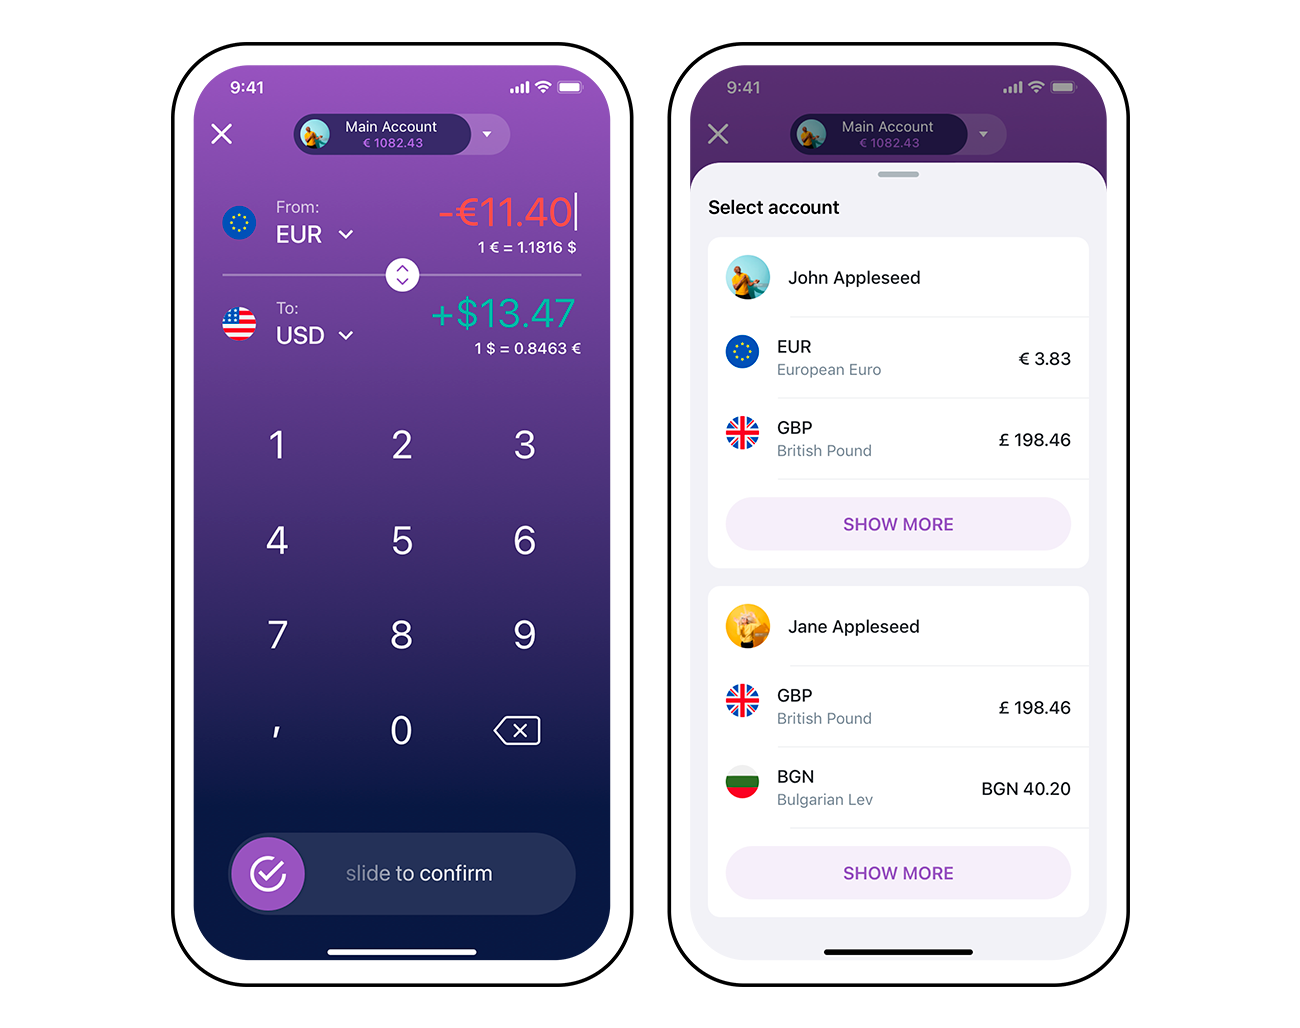 9:41
Main Account
€ 1082.43
From:
EUR
-€11.40
1 € = 1.1816 $
To:
USD
+$13.47
1 $ = 0.8463 €
1 2 3
4 5 6
7 8 9
, 0
slide to confirm
9:41
Main Account
€ 1082.43
Select account
John Appleseed
EUR
European Euro
€ 3.83
GBP
British Pound
£ 198.46
SHOW MORE
Jane Appleseed
GBP
British Pound
£ 198.46
BGN
Bulgarian Lev
BGN 40.20
SHOW MORE